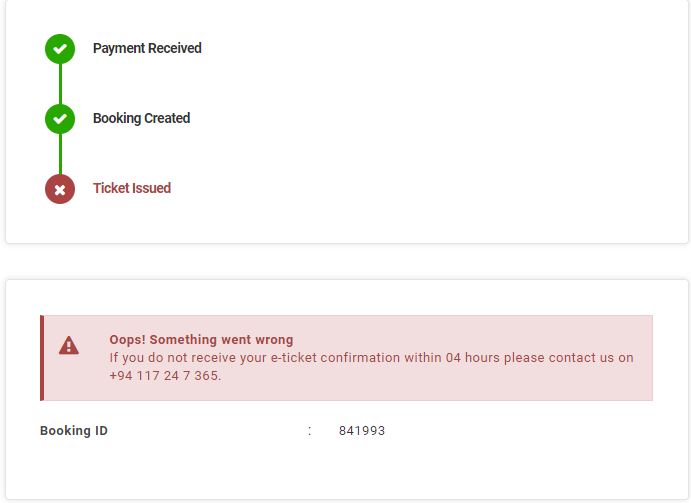 Payment Received
Booking Created
Ticket Issued
Oops! Something went wrong
If you do not receive your e-ticket confirmation within 04 hours please contact us on
+94 117 24 7 365.
Booking ID : 841993